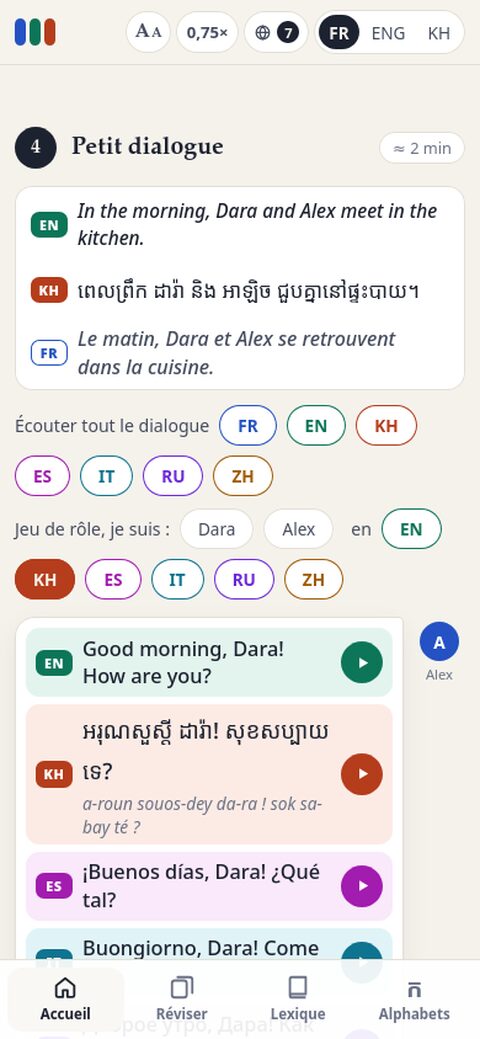 AA 0,75× 7 FR ENG KH
4 Petit dialogue ≈ 2 min
EN In the morning, Dara and Alex meet in the
kitchen.
KH ពេលព្រឹក ដារ៉ា និង អាឡិច ជួបគ្នានៅផ្ទះបាយ។
FR Le matin, Dara et Alex se retrouvent
dans la cuisine.
Écouter tout le dialogue FR EN KH
ES IT RU ZH
Jeu de rôle, je suis : Dara Alex en EN
KH ES IT RU ZH
EN Good morning, Dara!
How are you?
A
Alex
KH អរុណសួស្តី ដារ៉ា! សុខសប្បាយ
ទេ?
a-roun souos-dey da-ra ! sok sa-
bay té ?
ES ¡Buenos días, Dara! ¿Qué
tal?
Buongiorno, Dara! Come
Доброе утро, Дара! Как
Accueil Réviser Lexique Alphabets